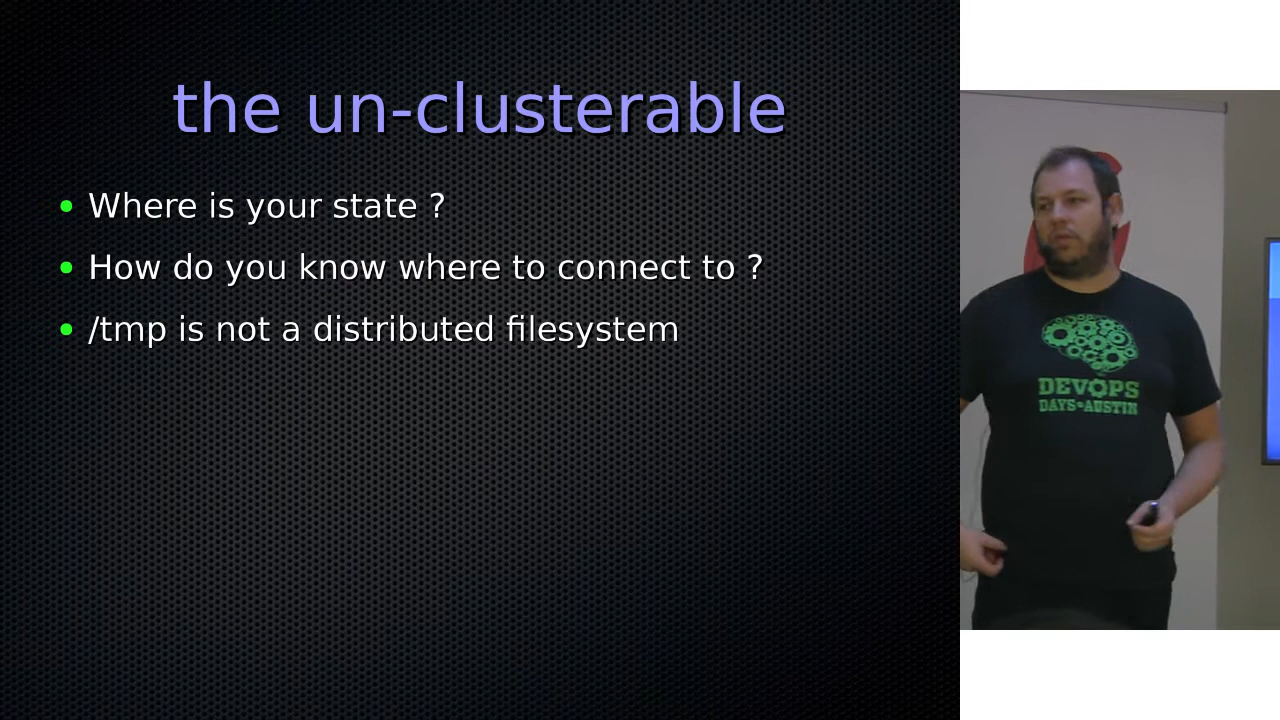 the un-clusterable
Where is your state ?
How do you know where to connect to ?
/tmp is not a distributed filesystem
DEVOPS
DAYS•AUSTIN